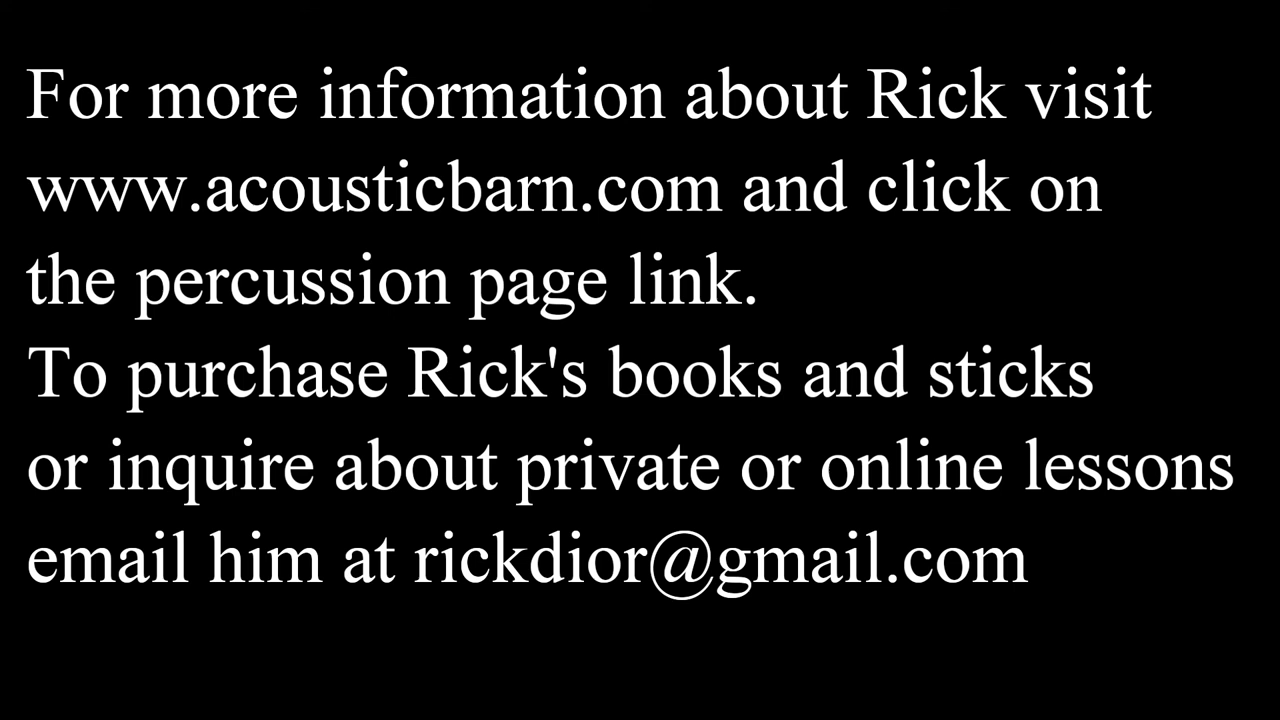 For more information about Rick visit
www.acousticbarn.com and click on
the percussion page link.
To purchase Rick's books and sticks
or inquire about private or online lessons
email him at rickdior@gmail.com